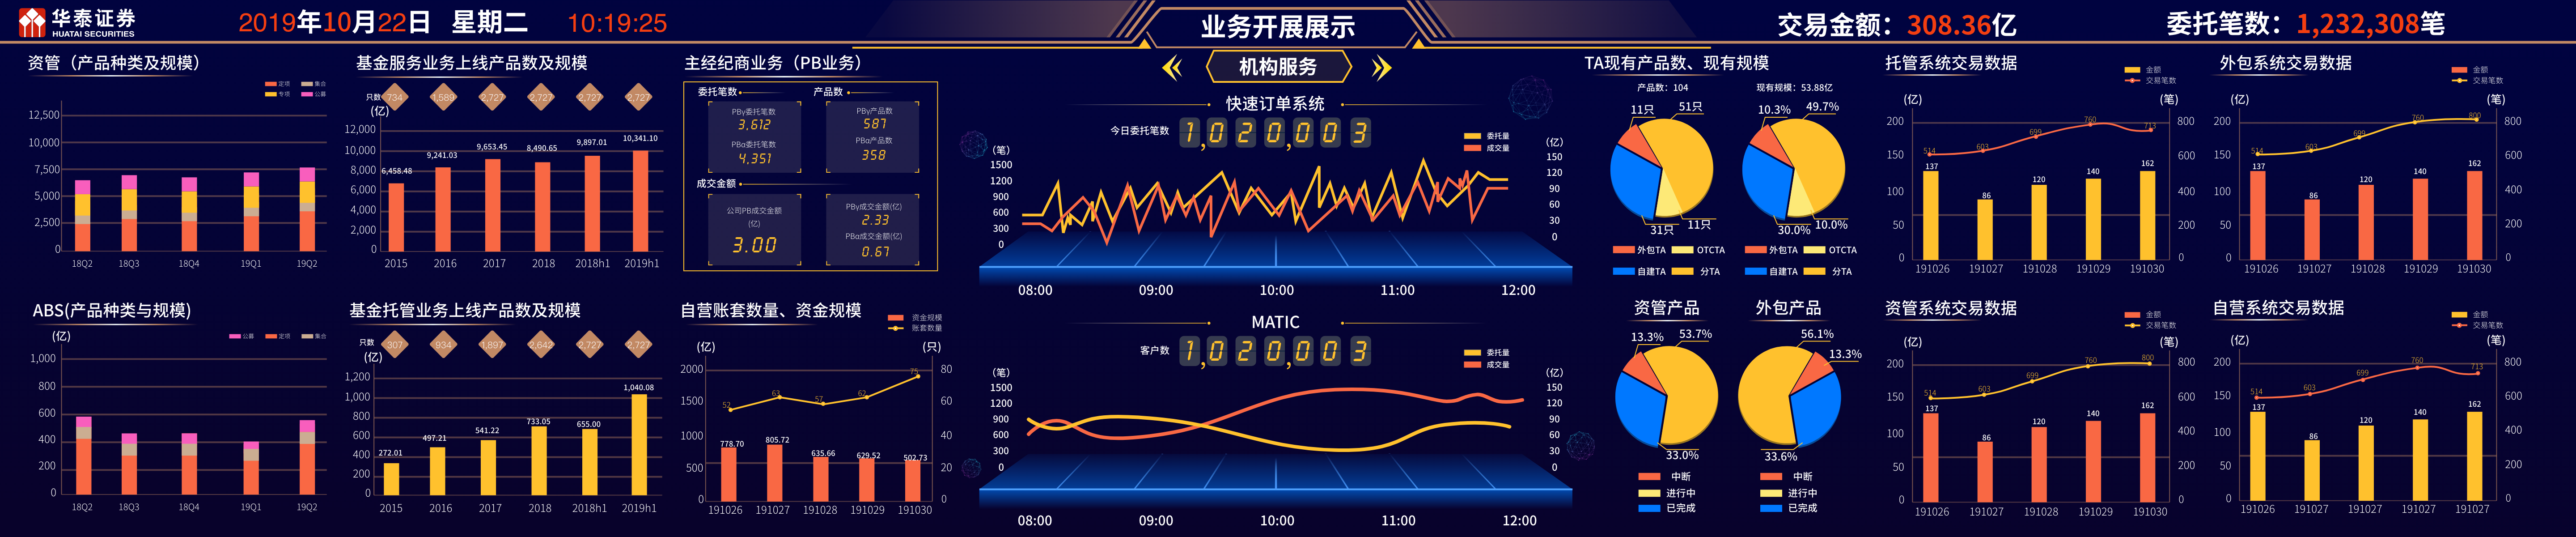 华泰证券
HUATAI SECURITIES
2019年10月22日 星期二 10:19:25
业务开展展示
交易金额：308.36亿
委托笔数：1,232,308笔
机构服务
资管（产品种类及规模）
定项 集合
专项 公募
12,500
10,000
7,500
5,000
2,500
0
18Q2 18Q3 18Q4 19Q1 19Q2
基金服务业务上线产品数及规模
只数 734 1,589 2,727 2,727 2,727 2,727
(亿)
12,000
10,000
8,000
6,000
4,000
2,000
0
6,458.48 9,241.03 9,653.45 8,490.65 9,897.01 10,341.10
2015 2016 2017 2018 2018h1 2019h1
主经纪商业务（PB业务）
委托笔数 产品数
PBγ委托笔数
3,612
PBα委托笔数
4,351
PBγ产品数
587
PBα产品数
358
成交金额
公司PB成交金额
(亿)
3.00
PBγ成交金额(亿)
2.33
PBα成交金额(亿)
0.67
快速订单系统
今日委托笔数 1,020,003
委托量
成交量
(笔)
1500
1200
900
600
300
0
(亿)
150
120
90
60
30
0
08:00 09:00 10:00 11:00 12:00
TA现有产品数、现有规模
产品数：104
11只 51只
31只 11只
外包TA OTCTA
自建TA 分TA
现有规模：53.88亿
10.3% 49.7%
30.0% 10.0%
外包TA OTCTA
自建TA 分TA
托管系统交易数据
金额
交易笔数
(亿) (笔)
200
150
100
50
0
800
600
400
200
0
514 603 699 760 713
137 86 120 140 162
191026 191027 191028 191029 191030
外包系统交易数据
金额
交易笔数
(亿) (笔)
200
150
100
50
0
800
600
400
200
0
514 603 699 760 800
137 86 120 140 162
191026 191027 191028 191029 191030
ABS(产品种类与规模)
(亿)
公募 定项 集合
1,000
800
600
400
200
0
18Q2 18Q3 18Q4 19Q1 19Q2
基金托管业务上线产品数及规模
只数 307 934 1,897 2,642 2,727 2,727
(亿)
1,200
1,000
800
600
400
200
0
272.01 497.21 541.22 733.05 655.00 1,040.08
2015 2016 2017 2018 2018h1 2019h1
自营账套数量、资金规模
资金规模
账套数量
(亿) (只)
2000
1500
1000
500
0
80
60
40
20
0
52 63 57 62 75
778.70 805.72 635.66 629.52 502.73
191026 191027 191028 191029 191030
MATIC
客户数 1,020,003
委托量
成交量
(笔)
1500
1200
900
600
300
0
(亿)
150
120
90
60
30
0
08:00 09:00 10:00 11:00 12:00
资管产品
13.3% 53.7%
33.0%
中断
进行中
已完成
外包产品
56.1%
13.3%
33.6%
中断
进行中
已完成
资管系统交易数据
金额
交易笔数
(亿) (笔)
200
150
100
50
0
800
600
400
200
0
514 603 699 760 800
137 86 120 140 162
191026 191027 191028 191029 191030
自营系统交易数据
金额
交易笔数
(亿) (笔)
200
150
100
50
0
800
600
400
200
0
514 603 699 760 713
137 86 120 140 162
191026 191027 191027 191027 191027